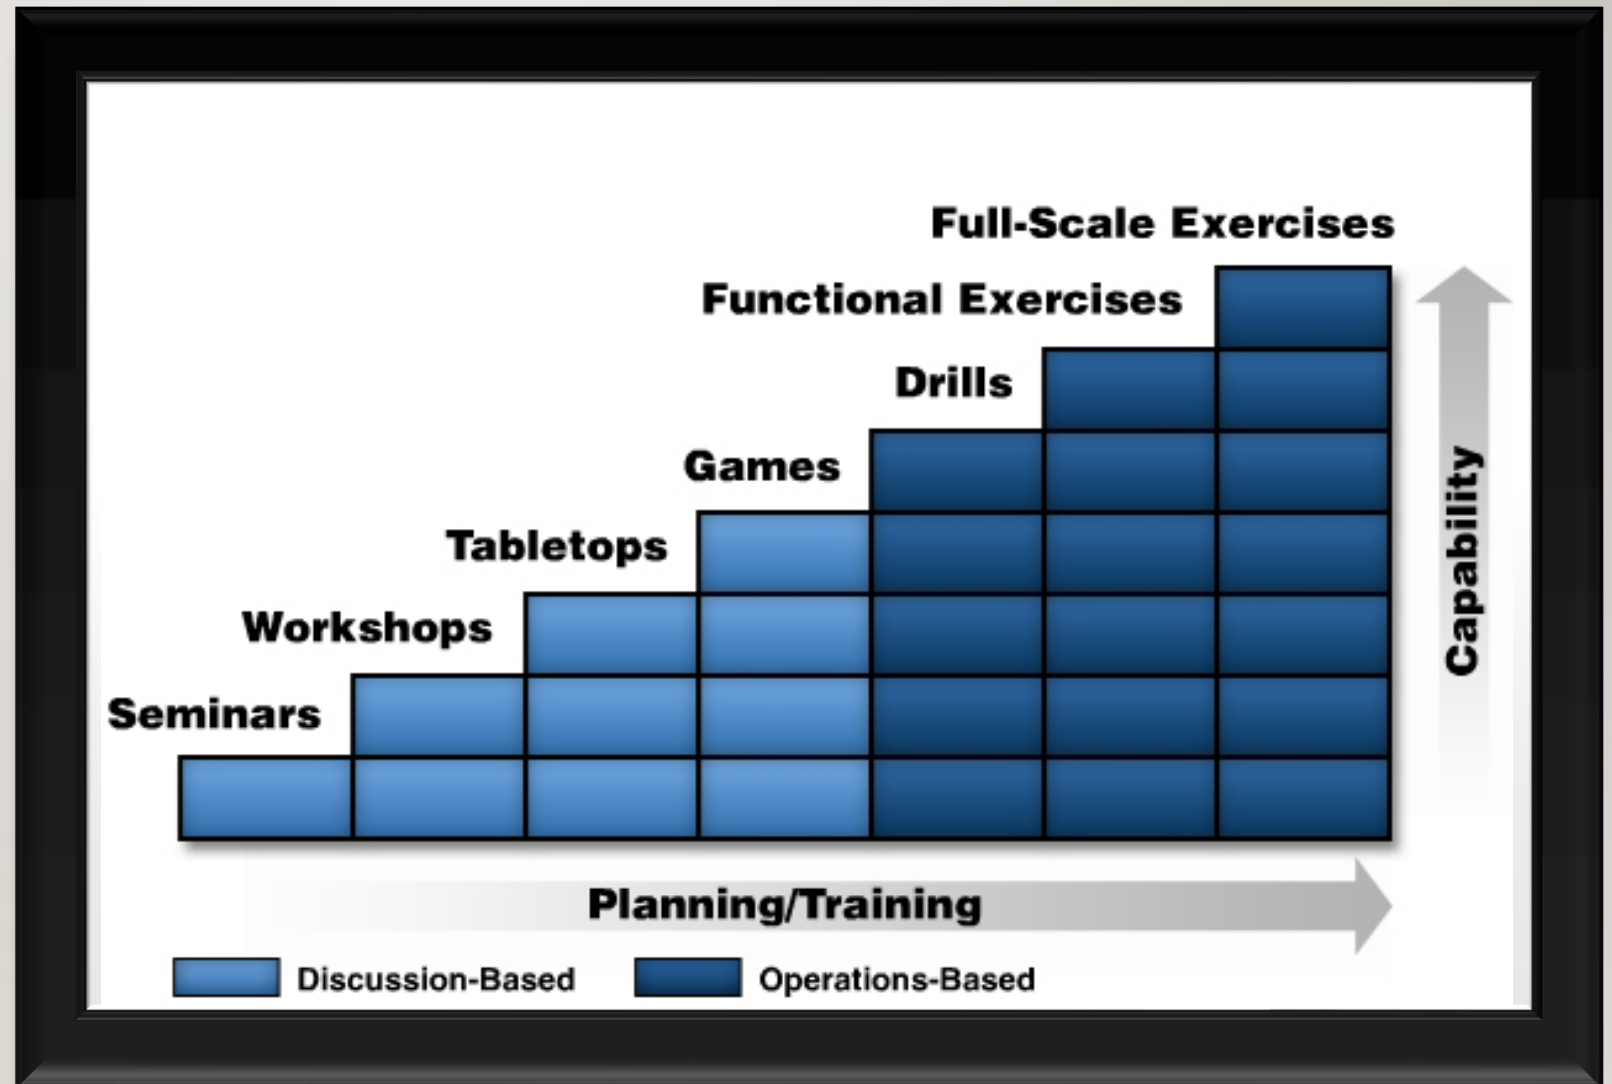 Full-Scale Exercises
Functional Exercises
Drills
Games
Tabletops
Workshops
Seminars
Capability
Planning/Training
Discussion-Based
Operations-Based